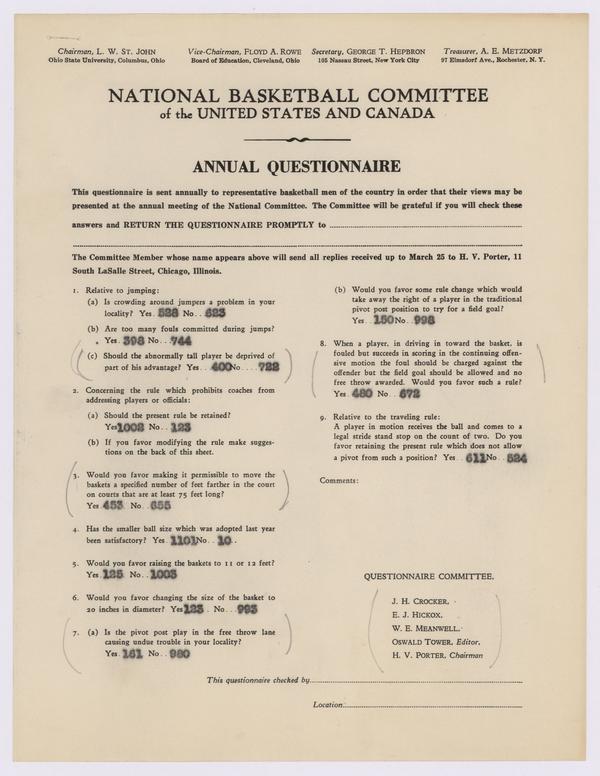 Chairman, L. W. ST. JOHN
Ohio State University, Columbus, Ohio
Vice-Chairman, FLOYD A. ROWE
Board of Education, Cleveland, Ohio
Secretary, GEORGE T. HEPBRON
105 Nassau Street, New York City
Treasurer, A. E. METZDORF
97 Elmsdorf Ave., Rochester, N. Y.
NATIONAL BASKETBALL COMMITTEE
of the UNITED STATES AND CANADA
ANNUAL QUESTIONNAIRE
This questionnaire is sent annually to representative basketball men of the country in order that their views may be
presented at the annual meeting of the National Committee. The Committee will be grateful if you will check these
answers and RETURN THE QUESTIONNAIRE PROMPTLY to
The Committee Member whose name appears above will send all replies received up to March 25 to H. V. Porter, 11
South LaSalle Street, Chicago, Illinois.
1. Relative to jumping:
(a) Is crowding around jumpers a problem in your
locality? Yes. 528 No. . 623
(b) Are too many fouls committed during jumps?
Yes. 398 No. . 744
(c) Should the abnormally tall player be deprived of
part of his advantage? Yes. . 400 No. . . . 722
2. Concerning the rule which prohibits coaches from
addressing players or officials:
(a) Should the present rule be retained?
Yes 1002 No. . 123
(b) If you favor modifying the rule make sugges-
tions on the back of this sheet.
3. Would you favor making it permissible to move the
baskets a specified number of feet farther in the court
on courts that are at least 75 feet long?
Yes. 453 No. . 655
4. Has the smaller ball size which was adopted last year
been satisfactory? Yes. . 1101 No. . 10. .
5. Would you favor raising the baskets to 11 or 12 feet?
Yes. 125 No. . 1003
6. Would you favor changing the size of the basket to
20 inches in diameter? Yes 123 . No. . . 993
7. (a) Is the pivot post play in the free throw lane
causing undue trouble in your locality?
Yes. 161 No. . 980
(b) Would you favor some rule change which would
take away the right of a player in the traditional
pivot post position to try for a field goal?
Yes. . 150 No. . 998
8. When a player, in driving in toward the basket, is
fouled but succeeds in scoring in the continuing offen-
sive motion the foul should be charged against the
offender but the field goal should be allowed and no
free throw awarded. Would you favor such a rule?
Yes. 480 No. . 672
9. Relative to the traveling rule:
A player in motion receives the ball and comes to a
legal stride stand stop on the count of two. Do you
favor retaining the present rule which does not allow
a pivot from such a position? Yes. . 611 No. . 524
Comments:
QUESTIONNAIRE COMMITTEE.
J. H. CROCKER.
E. J. HICKOX.
W. E. MEANWELL.
OSWALD TOWER, Editor.
H. V. PORTER, Chairman
This questionnaire checked by
Location: